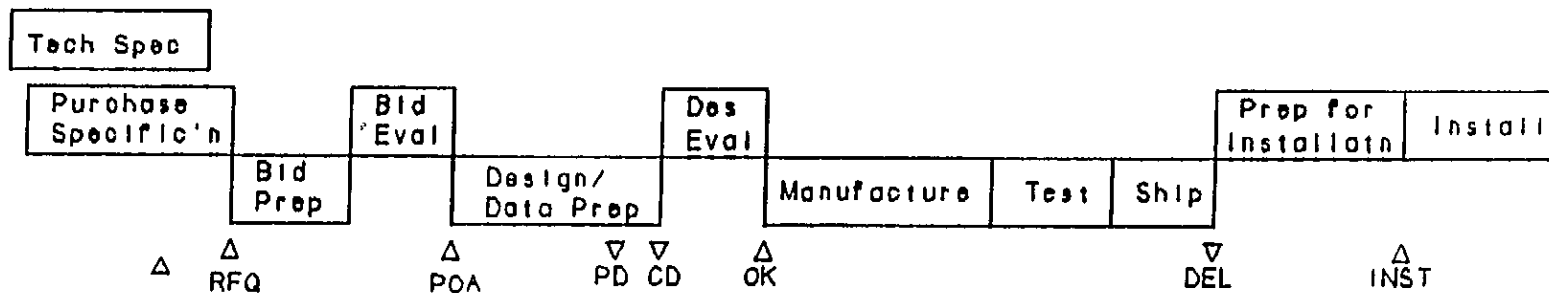 Tech Spec
Purchase
Specific'n
Bid
Eval
Des
Eval
Prep for
Installatn
Install
Bid
Prep
Design/
Data Prep
Manufacture
Test
Ship
RFQ
POA
PD
CD
OK
DEL
INST